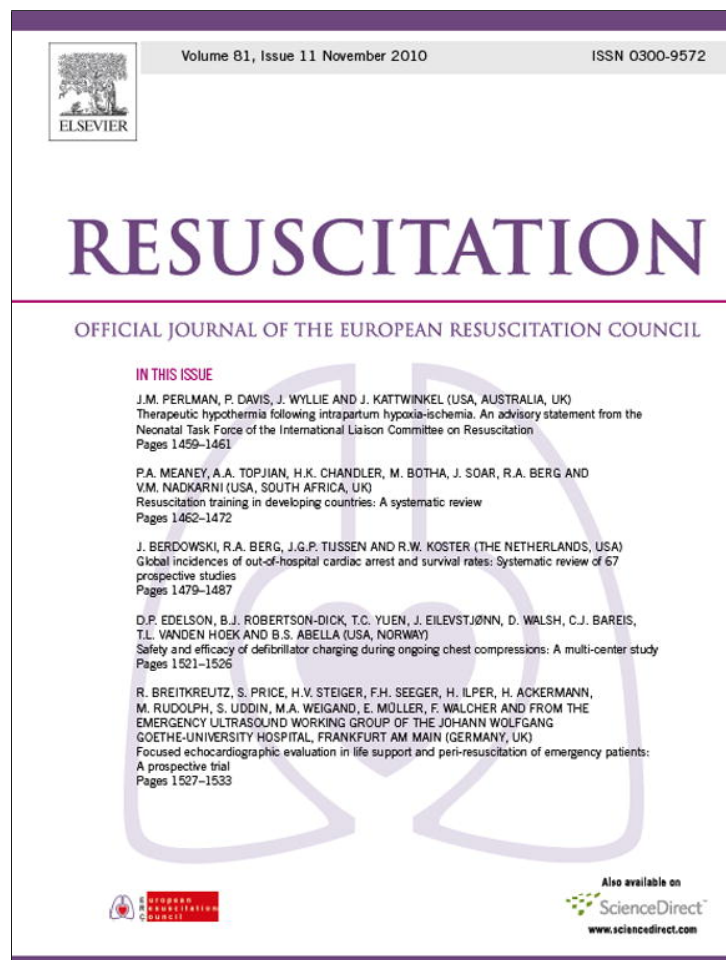 Volume 81, Issue 11 November 2010
ISSN 0300-9572
ELSEVIER
RESUSCITATION
OFFICIAL JOURNAL OF THE EUROPEAN RESUSCITATION COUNCIL
IN THIS ISSUE
J.M. PERLMAN, P. DAVIS, J. WYLLIE AND J. KATTWINKEL (USA, AUSTRALIA, UK)
Therapeutic hypothermia following intrapartum hypoxia-ischemia. An advisory statement from the
Neonatal Task Force of the International Liaison Committee on Resuscitation
Pages 1459–1461
P.A. MEANEY, A.A. TOPJIAN, H.K. CHANDLER, M. BOTHA, J. SOAR, R.A. BERG AND
V.M. NADKARNI (USA, SOUTH AFRICA, UK)
Resuscitation training in developing countries: A systematic review
Pages 1462–1472
J. BERDOWSKI, R.A. BERG, J.G.P. TIJSSEN AND R.W. KOSTER (THE NETHERLANDS, USA)
Global incidences of out-of-hospital cardiac arrest and survival rates: Systematic review of 67
prospective studies
Pages 1479–1487
D.P. EDELSON, B.J. ROBERTSON-DICK, T.C. YUEN, J. EILEVSTJØNN, D. WALSH, C.J. BAREIS,
T.L. VANDEN HOEK AND B.S. ABELLA (USA, NORWAY)
Safety and efficacy of defibrillator charging during ongoing chest compressions: A multi-center study
Pages 1521–1526
R. BREITKREUTZ, S. PRICE, H.V. STEIGER, F.H. SEEGER, H. ILPER, H. ACKERMANN,
M. RUDOLPH, S. UDDIN, M.A. WEIGAND, E. MÜLLER, F. WALCHER AND FROM THE
EMERGENCY ULTRASOUND WORKING GROUP OF THE JOHANN WOLFGANG
GOETHE-UNIVERSITY HOSPITAL, FRANKFURT AM MAIN (GERMANY, UK)
Focused echocardiographic evaluation in life support and peri-resuscitation of emergency patients:
A prospective trial
Pages 1527–1533
European
Resuscitation
Council
Also available on
ScienceDirect™
www.sciencedirect.com